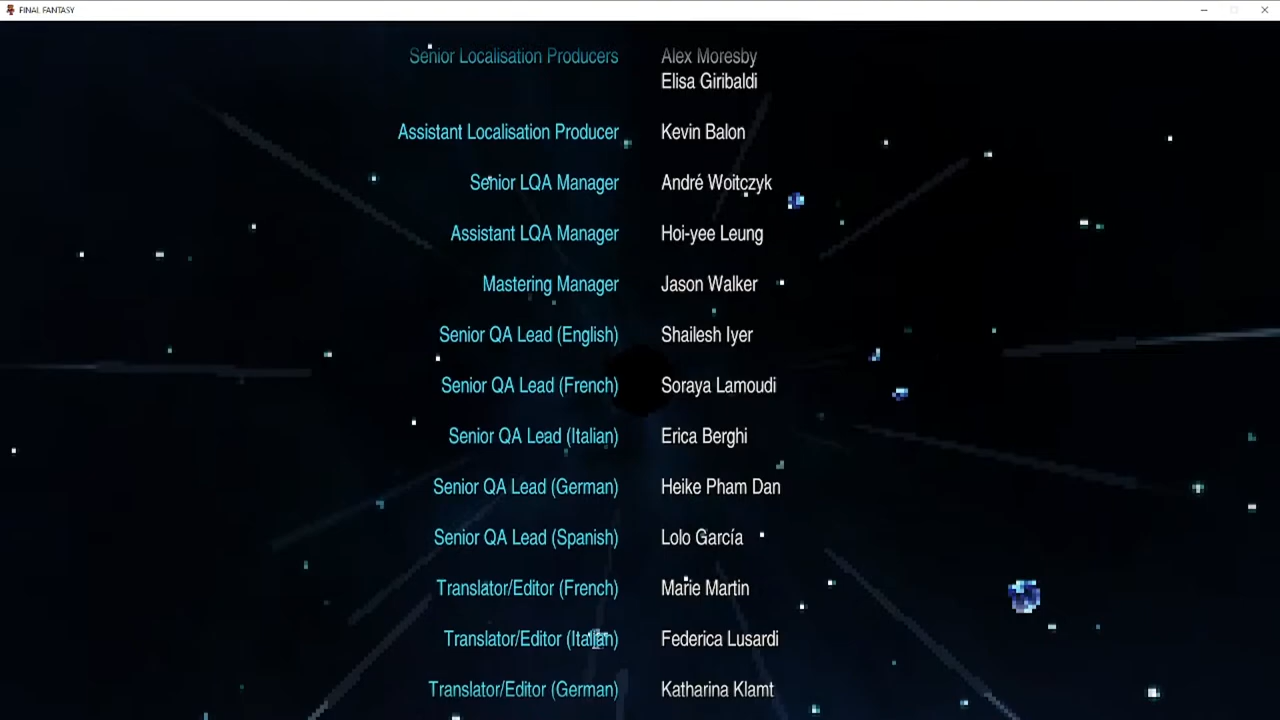 FINAL FANTASY
Senior Localisation Producers Alex Moresby
Elisa Giribaldi
Assistant Localisation Producer Kevin Balon
Senior LQA Manager André Woitczyk
Assistant LQA Manager Hoi-yee Leung
Mastering Manager Jason Walker
Senior QA Lead (English) Shailesh Iyer
Senior QA Lead (French) Soraya Lamoudi
Senior QA Lead (Italian) Erica Berghi
Senior QA Lead (German) Heike Pham Dan
Senior QA Lead (Spanish) Lolo García
Translator/Editor (French) Marie Martin
Translator/Editor (Italian) Federica Lusardi
Translator/Editor (German) Katharina Klamt